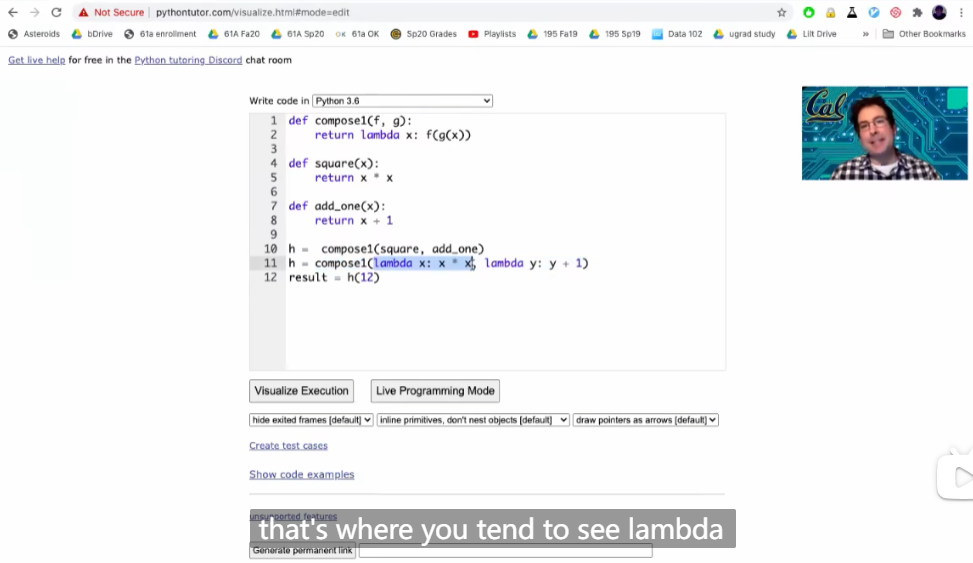 Not Secure | pythontutor.com/visualize.html#mode=edit
Asteroids bDrive 61a enrollment 61A Fa20 61A Sp20 OK 61a OK Sp20 Grades Playlists 195 Fa19 195 Sp19 Data 102 ugrad study Lilt Drive » Other Bookmarks
Get live help for free in the Python tutoring Discord chat room
Write code in Python 3.6
Cal
1 def compose1(f, g):
2 return lambda x: f(g(x))
3
4 def square(x):
5 return x * x
6
7 def add_one(x):
8 return x + 1
9
10 h = compose1(square, add_one)
11 h = compose1(lambda x: x * x, lambda y: y + 1)
12 result = h(12)
Visualize Execution Live Programming Mode
hide exited frames [default] inline primitives, don't nest objects [default] draw pointers as arrows [default]
Create test cases
Show code examples
unsupported features
that's where you tend to see lambda
Generate permanent link